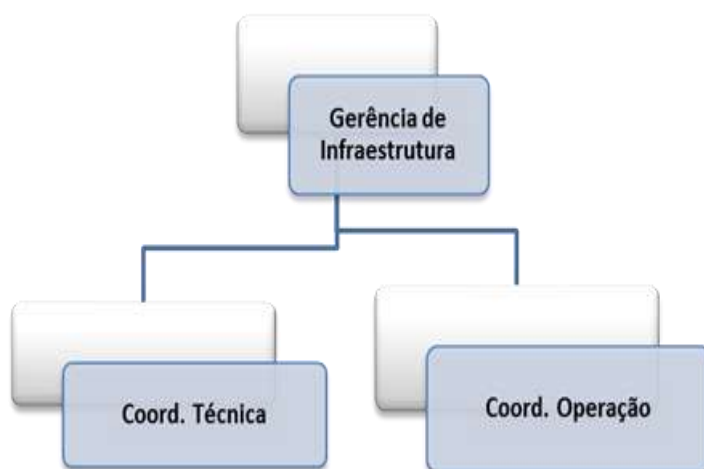 Gerência de
Infraestrutura
Coord. Técnica
Coord. Operação